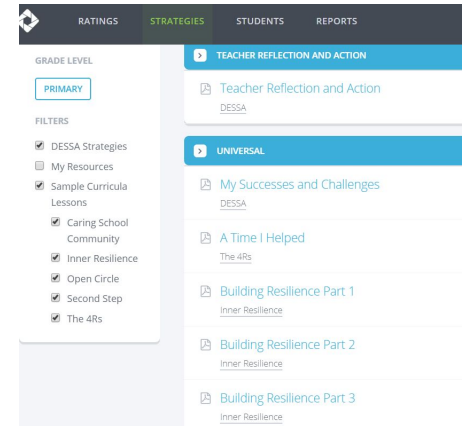 RATINGS STRATEGIES STUDENTS REPORTS
GRADE LEVEL
PRIMARY
FILTERS
DESSA Strategies
My Resources
Sample Curricula
Lessons
Caring School
Community
Inner Resilience
Open Circle
Second Step
The 4Rs
TEACHER REFLECTION AND ACTION
Teacher Reflection and Action
DESSA
UNIVERSAL
My Successes and Challenges
DESSA
A Time I Helped
The 4Rs
Building Resilience Part 1
Inner Resilience
Building Resilience Part 2
Inner Resilience
Building Resilience Part 3
Inner Resilience